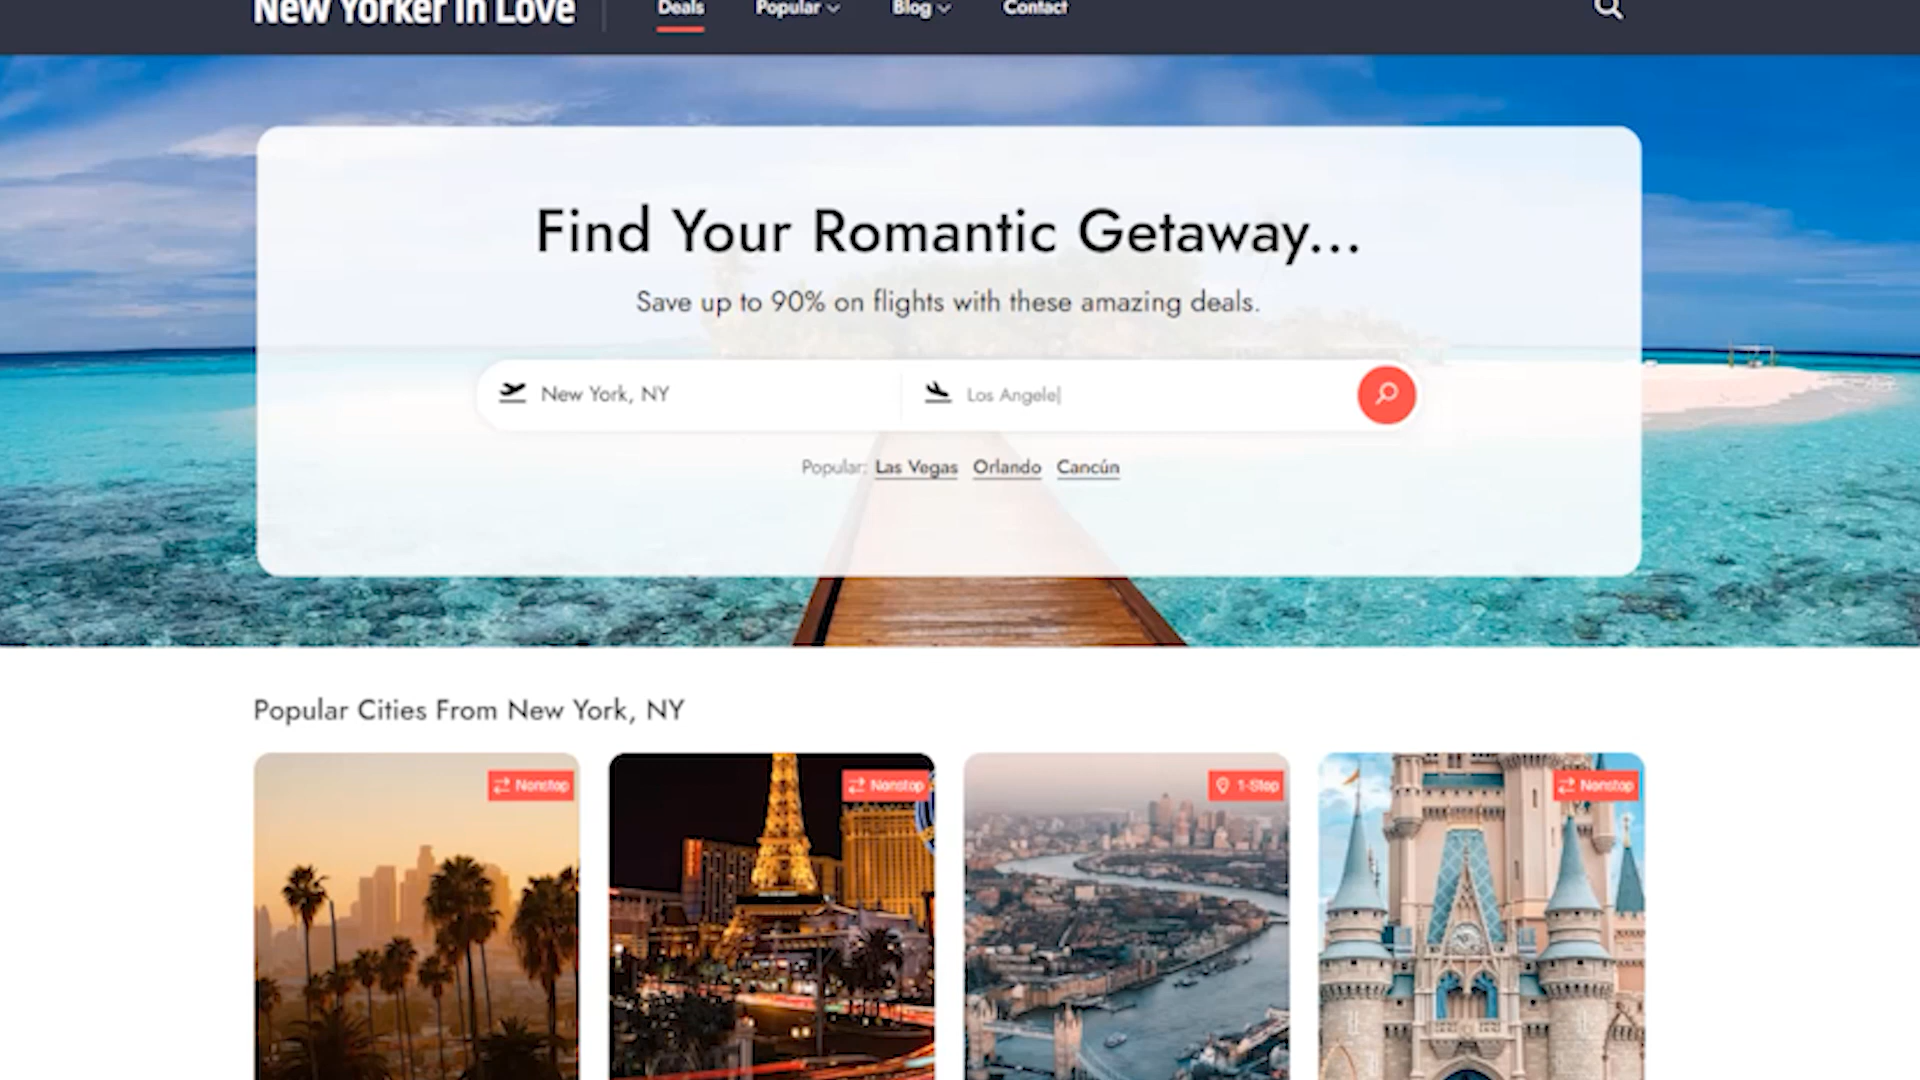 New Yorker in Love
Deals
Popular
Blog
Contact
Find Your Romantic Getaway...
Save up to 90% on flights with these amazing deals.
New York, NY
Los Angele
Popular: Las Vegas Orlando Cancún
Popular Cities From New York, NY
Nonstop
Nonstop
1-Stop
Nonstop